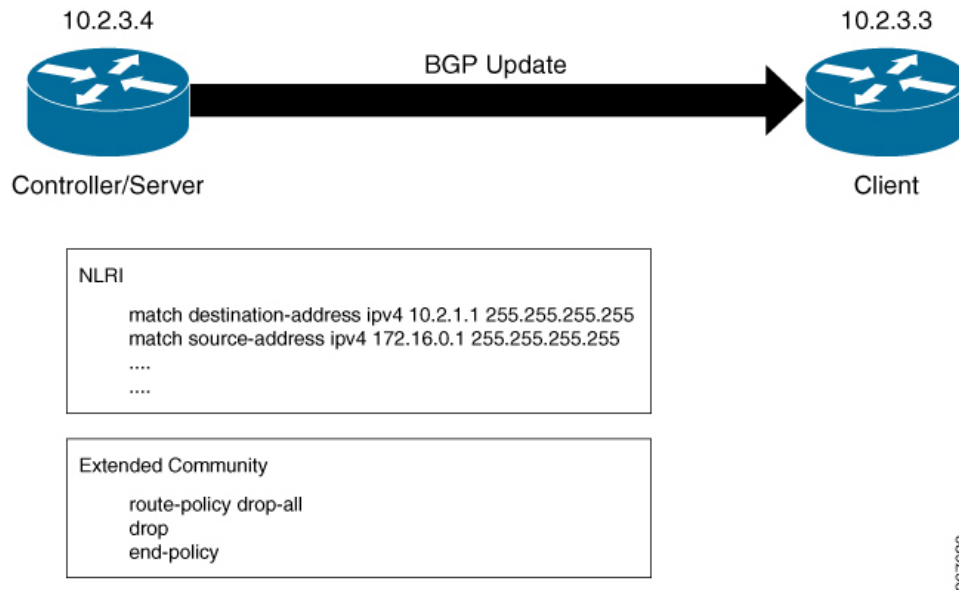 10.2.3.4
10.2.3.3
BGP Update
Controller/Server
Client
NLRI
match destination-address ipv4 10.2.1.1 255.255.255.255
match source-address ipv4 172.16.0.1 255.255.255.255
....
....
Extended Community
route-policy drop-all
drop
end-policy